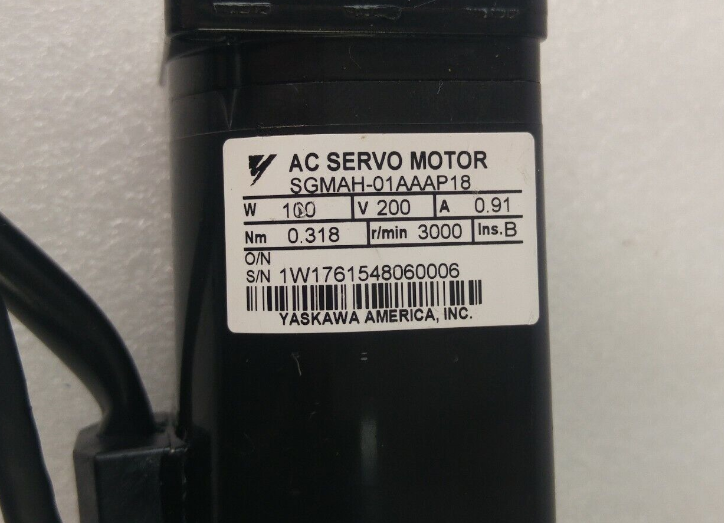 AC SERVO MOTOR
SGMAH-01AAAP18
W 100 V 200 A 0.91
Nm 0.318 r/min 3000 Ins.B
O/N
S/N 1W1761548060006
YASKAWA AMERICA, INC.